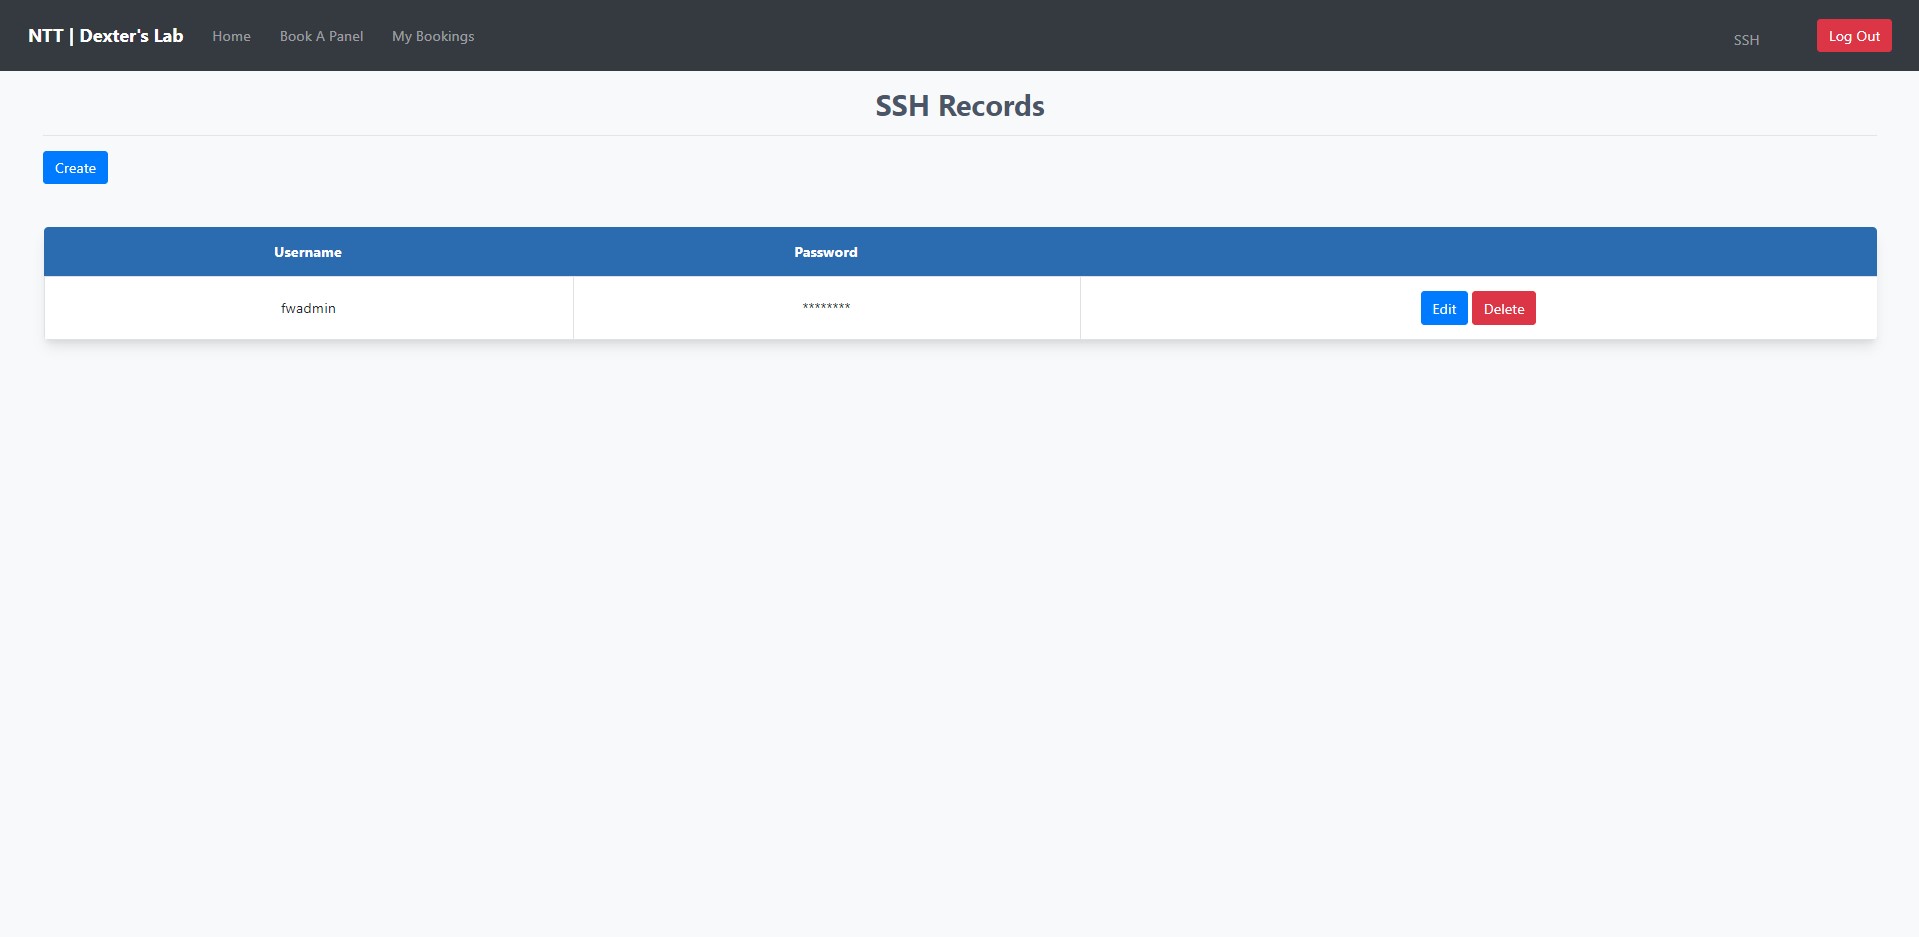 NTT | Dexter's Lab Home Book A Panel My Bookings SSH Log Out
SSH Records
Create
Username Password
fwadmin ******** Edit Delete